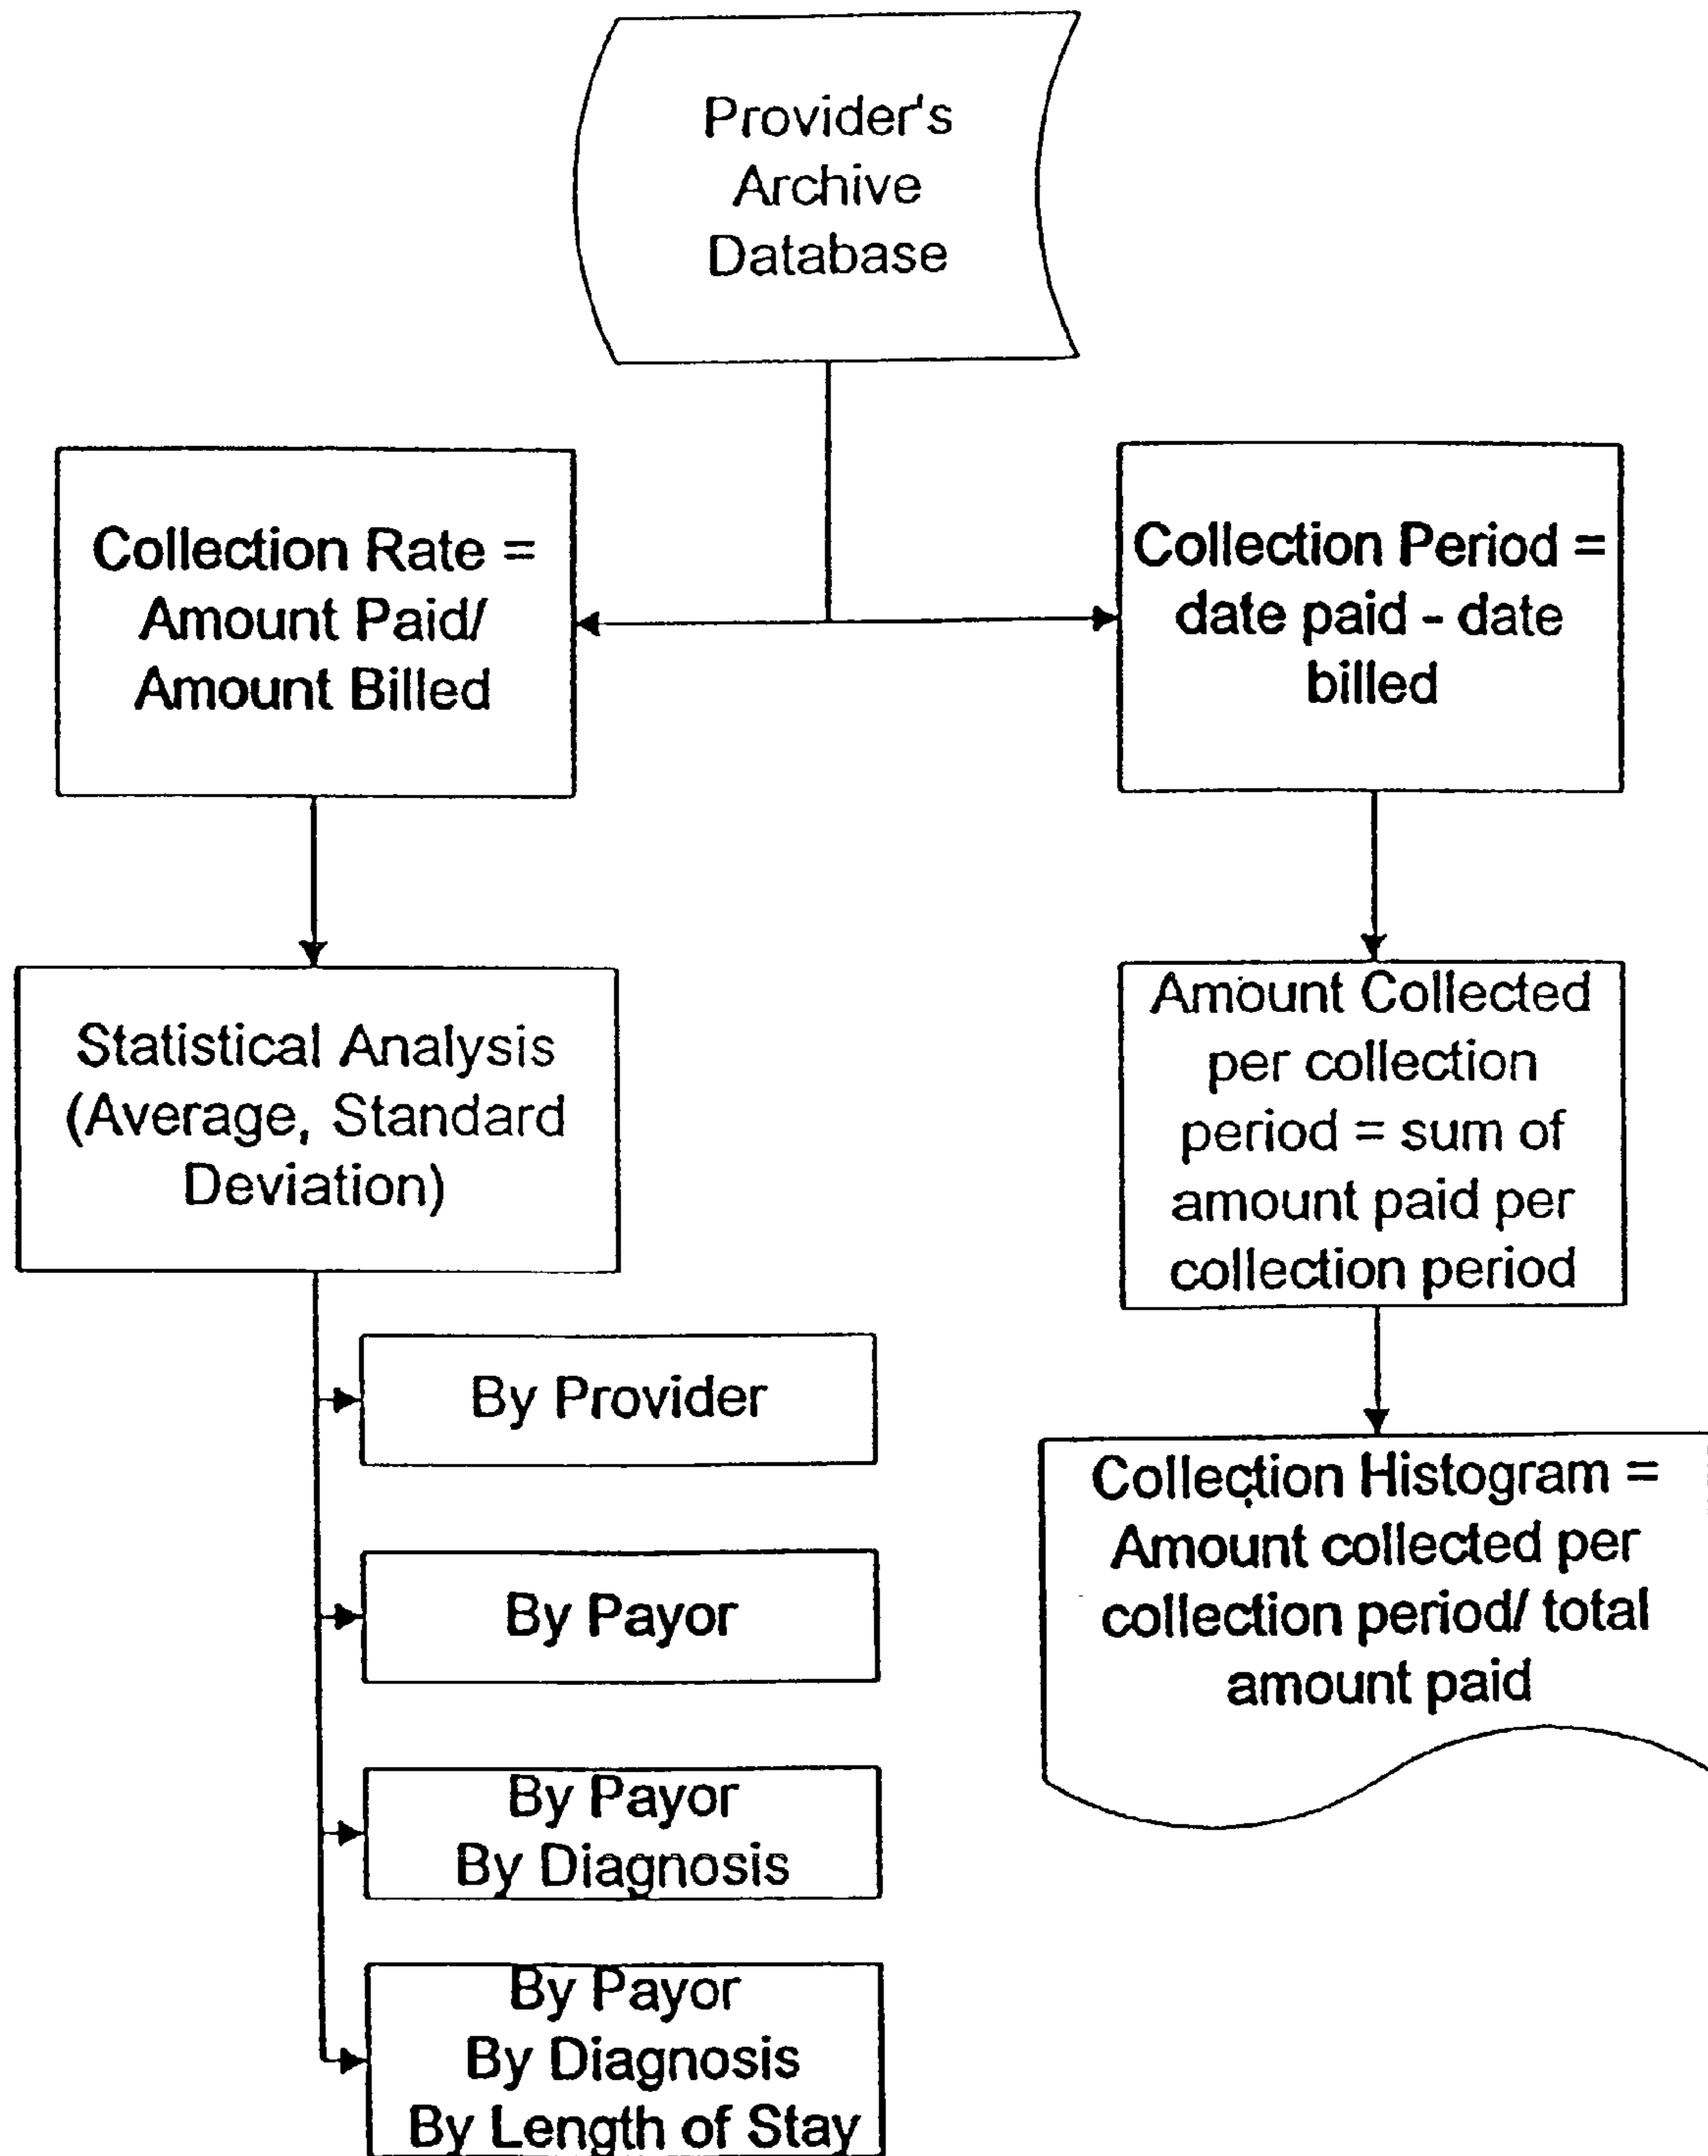 Provider's
Archive
Database
Collection Rate =
Amount Paid/
Amount Billed
Collection Period =
date paid - date
billed
Statistical Analysis
(Average, Standard
Deviation)
Amount Collected
per collection
period = sum of
amount paid per
collection period
By Provider
By Payor
By Payor
By Diagnosis
By Payor
By Diagnosis
By Length of Stay
Collection Histogram =
Amount collected per
collection period/ total
amount paid